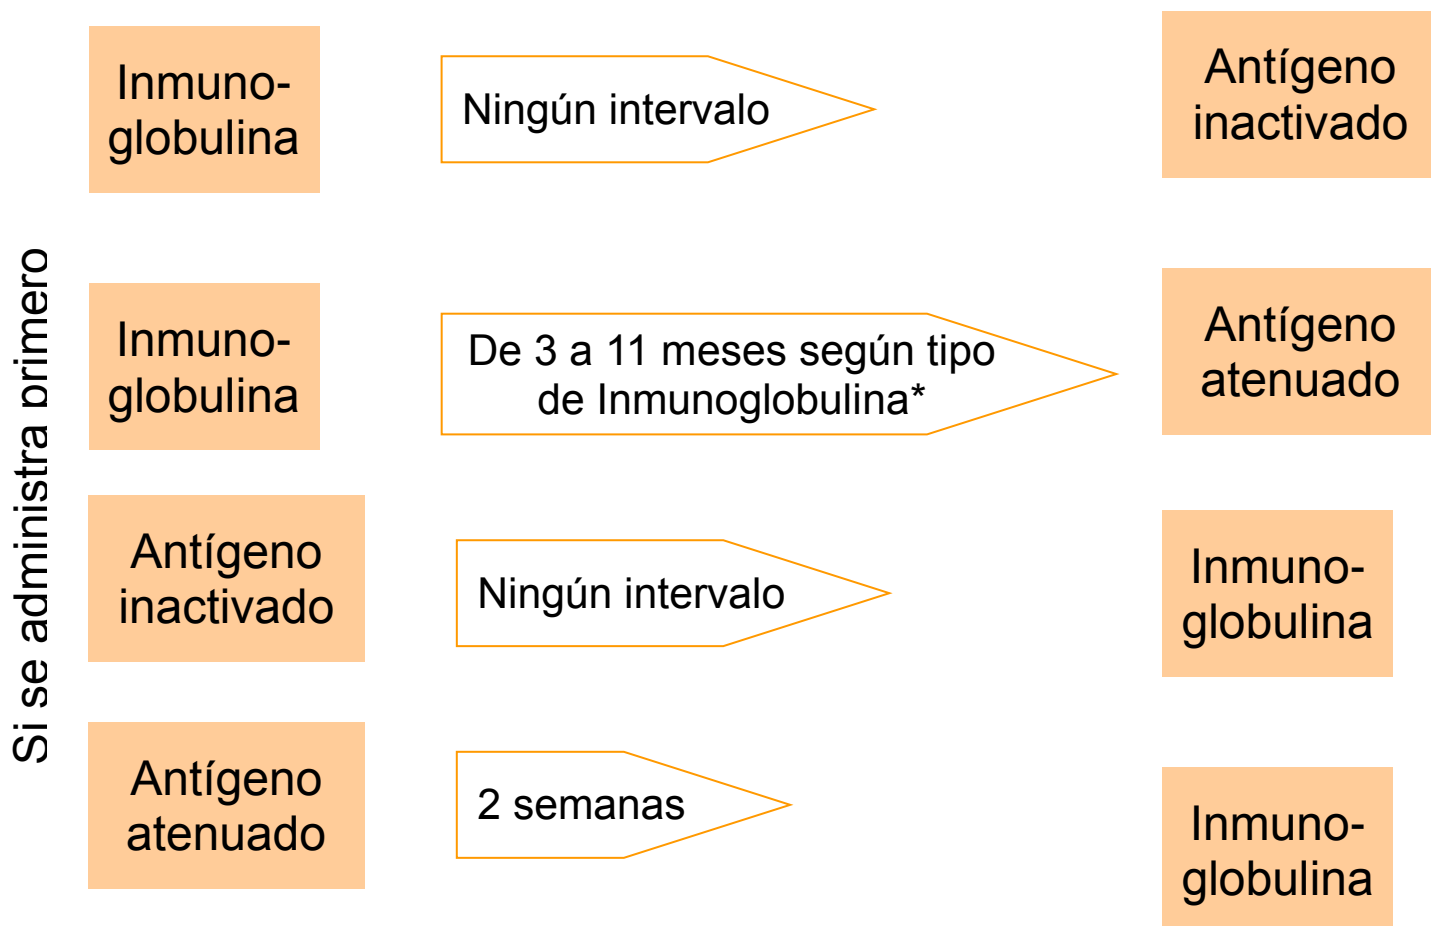 Si se administra primero
Inmuno-
globulina
Ningún intervalo
Antígeno
inactivado
Inmuno-
globulina
De 3 a 11 meses según tipo
de Inmunoglobulina*
Antígeno
atenuado
Antígeno
inactivado
Ningún intervalo
Inmuno-
globulina
Antígeno
atenuado
2 semanas
Inmuno-
globulina